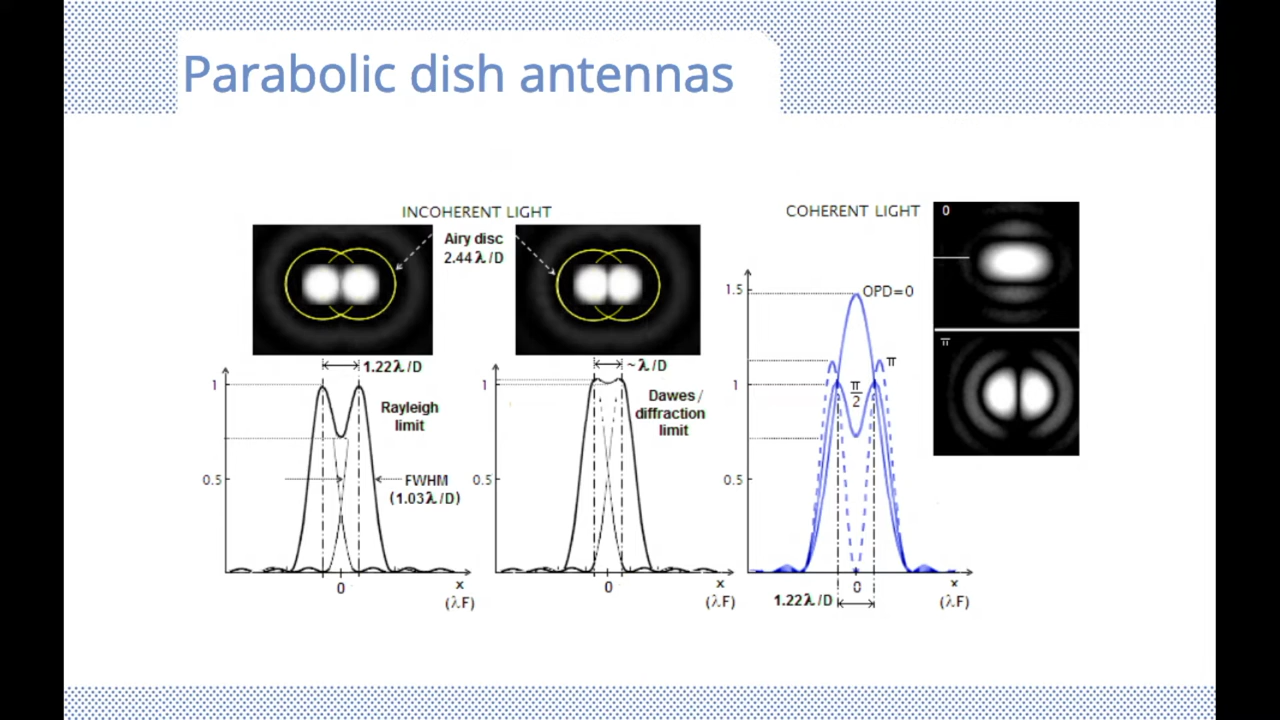 Parabolic dish antennas
INCOHERENT LIGHT
Airy disc
2.44λ/D
1.22λ/D
1
Rayleigh
limit
0.5
FWHM
(1.03λ/D)
0
x
(λF)
~λ/D
1
Dawes/
diffraction
limit
0.5
0
x
(λF)
COHERENT LIGHT
0
π
1.5
OPD=0
π
1
π
2
0.5
0
1.22λ/D
x
(λF)